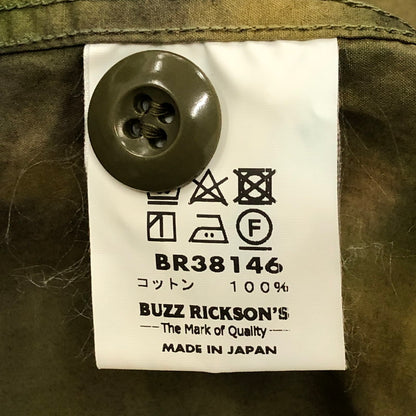 F
BR38146
コットン 100%
BUZZ RICKSON'S
The Mark of Quality
MADE IN JAPAN